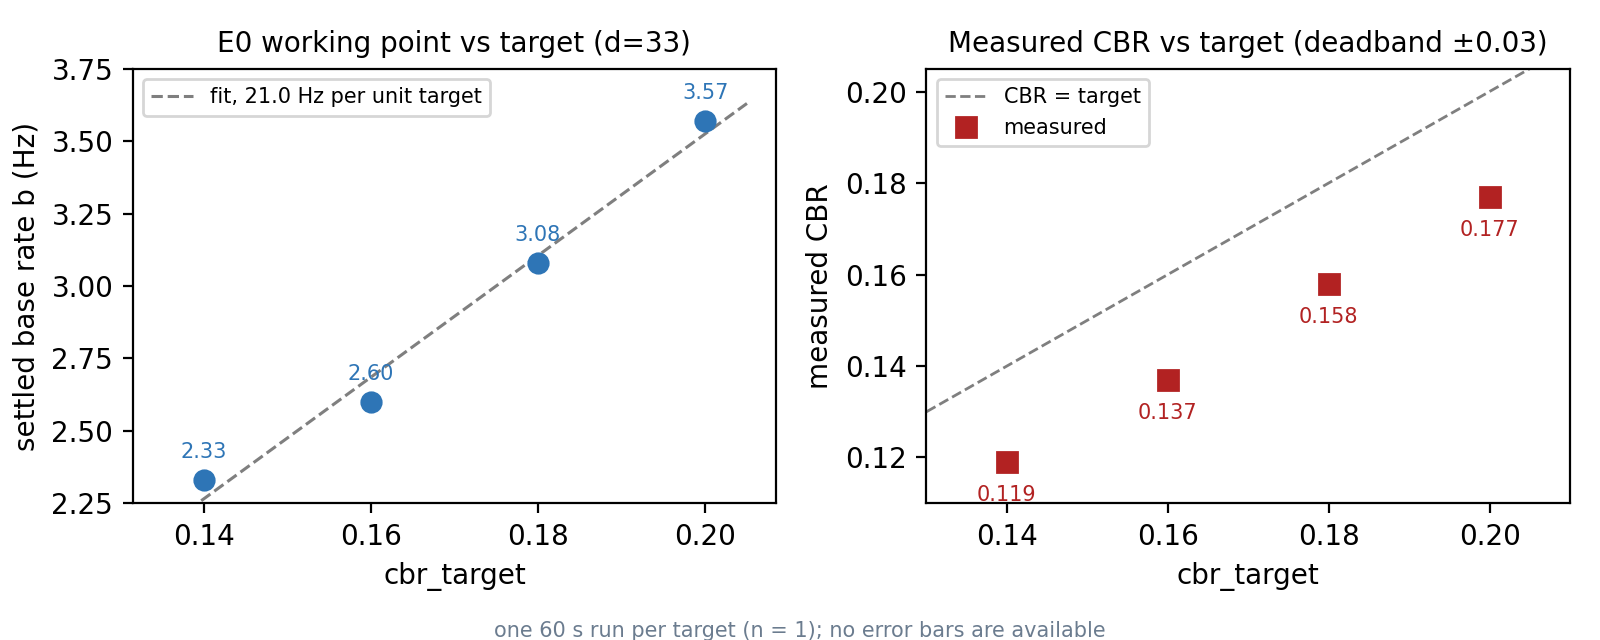 E0 working point vs target (d=33)
fit, 21.0 Hz per unit target
settled base rate b (Hz)
3.75
3.50
3.25
3.00
2.75
2.50
2.25
3.57
3.08
2.60
2.33
0.14 0.16 0.18 0.20
cbr_target
Measured CBR vs target (deadband ±0.03)
CBR = target
measured
measured CBR
0.20
0.18
0.16
0.14
0.12
0.177
0.158
0.137
0.119
0.14 0.16 0.18 0.20
cbr_target
one 60 s run per target (n = 1); no error bars are available